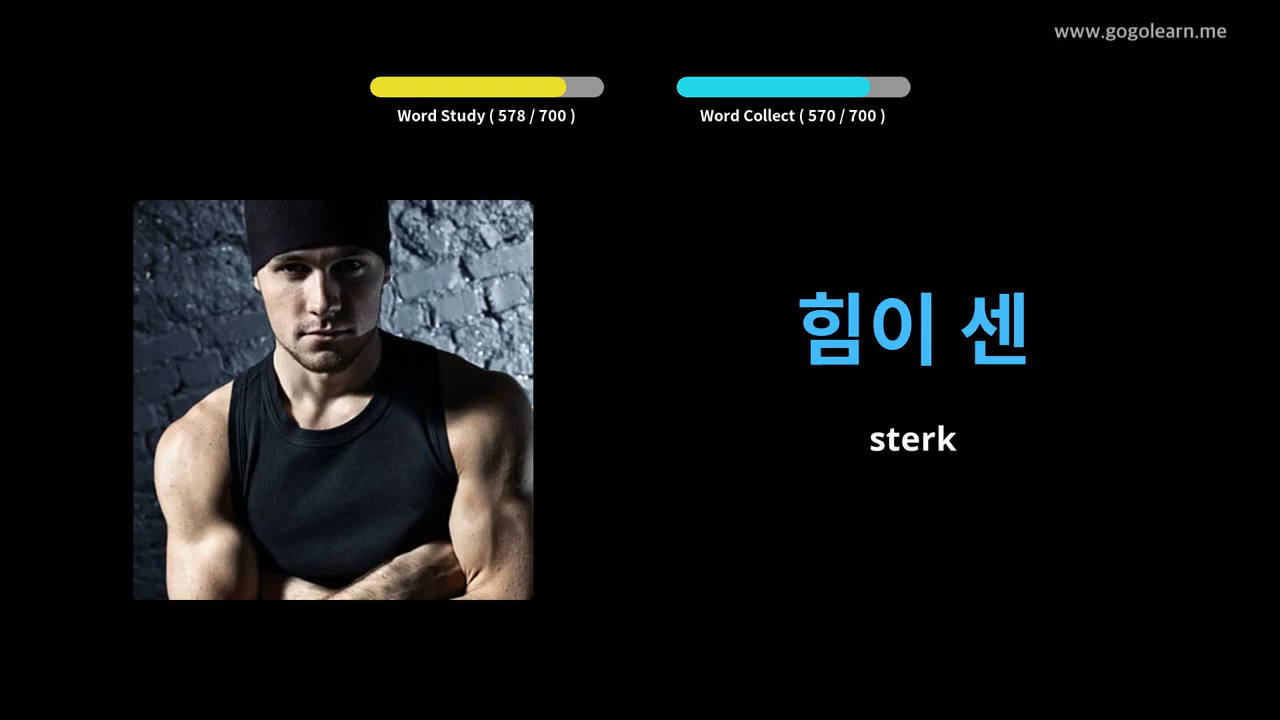 www.gogolearn.me
Word Study ( 578 / 700 )
Word Collect ( 570 / 700 )
힘이 센
sterk